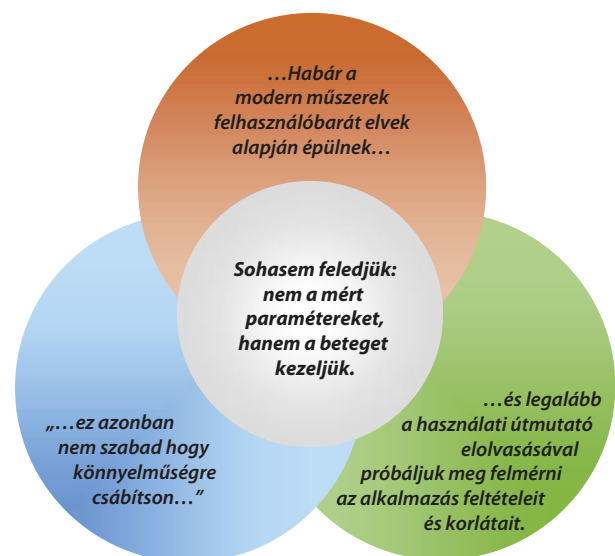 …Habár a
modern műszerek
felhasználóbarát elvek
alapján épülnek…
Sohasem feledjük:
nem a mért
paramétereket,
hanem a beteget
kezeljük.
„…ez azonban
nem szabad hogy
könnyelműségre
csábítson…”
…és legalább
a használati útmutató
elolvasásával
próbáljuk meg felmérni
az alkalmazás feltételeit
és korlátait.